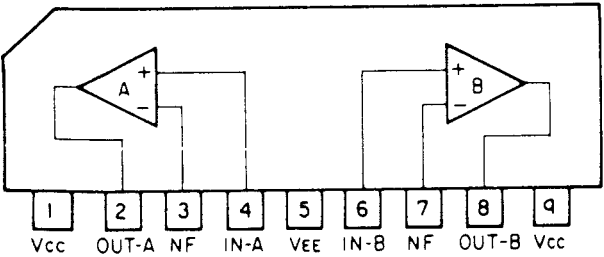 + A −
+ B −
1 2 3 4 5 6 7 8 9
Vcc OUT-A NF IN-A VEE IN-B NF OUT-B Vcc